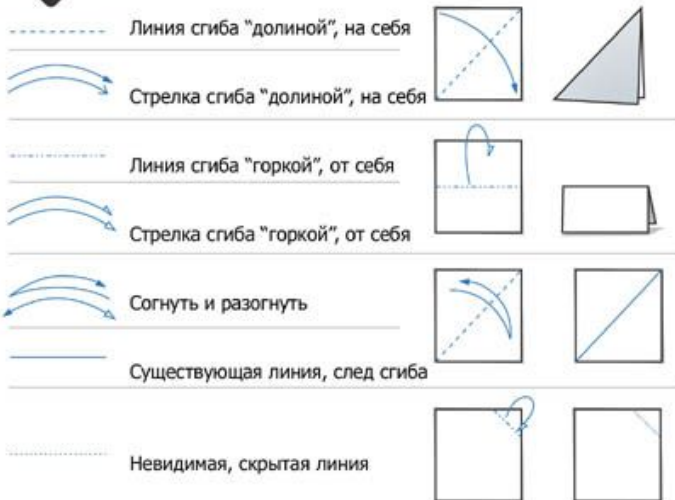 Линия сгиба "долиной", на себя
Стрелка сгиба "долиной", на себя
Линия сгиба "горкой", от себя
Стрелка сгиба "горкой", от себя
Согнуть и разогнуть
Существующая линия, след сгиба
Невидимая, скрытая линия